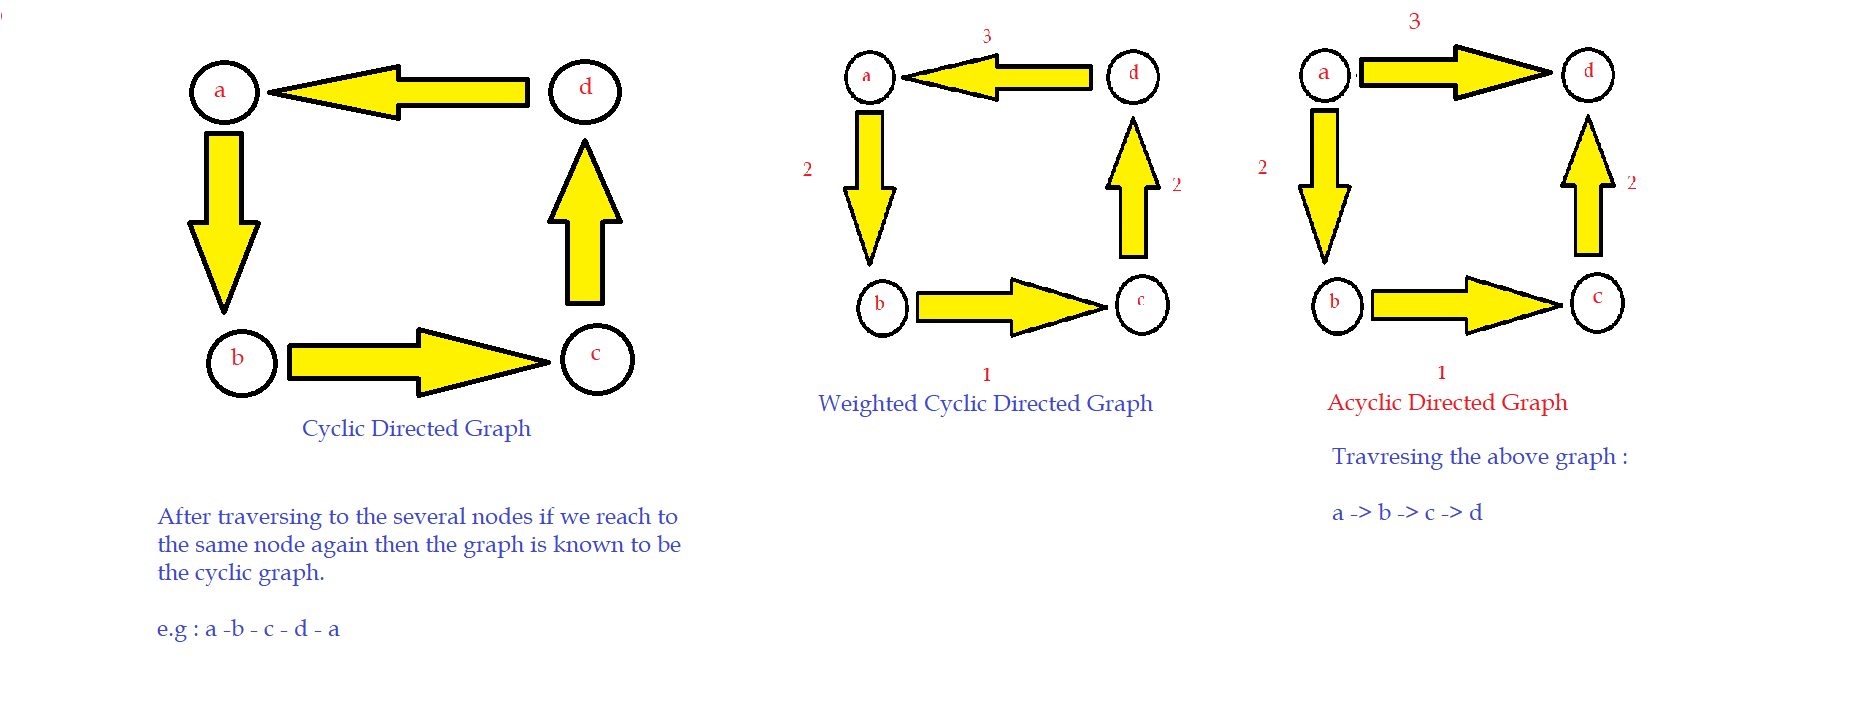 a
d
b
c
Cyclic Directed Graph
After traversing to the several nodes if we reach to
the same node again then the graph is known to be
the cyclic graph.
e.g : a -b - c - d - a
3
a
d
2
2
b
c
1
Weighted Cyclic Directed Graph
3
a
d
2
2
b
c
1
Acyclic Directed Graph
Travresing the above graph :
a -> b -> c -> d